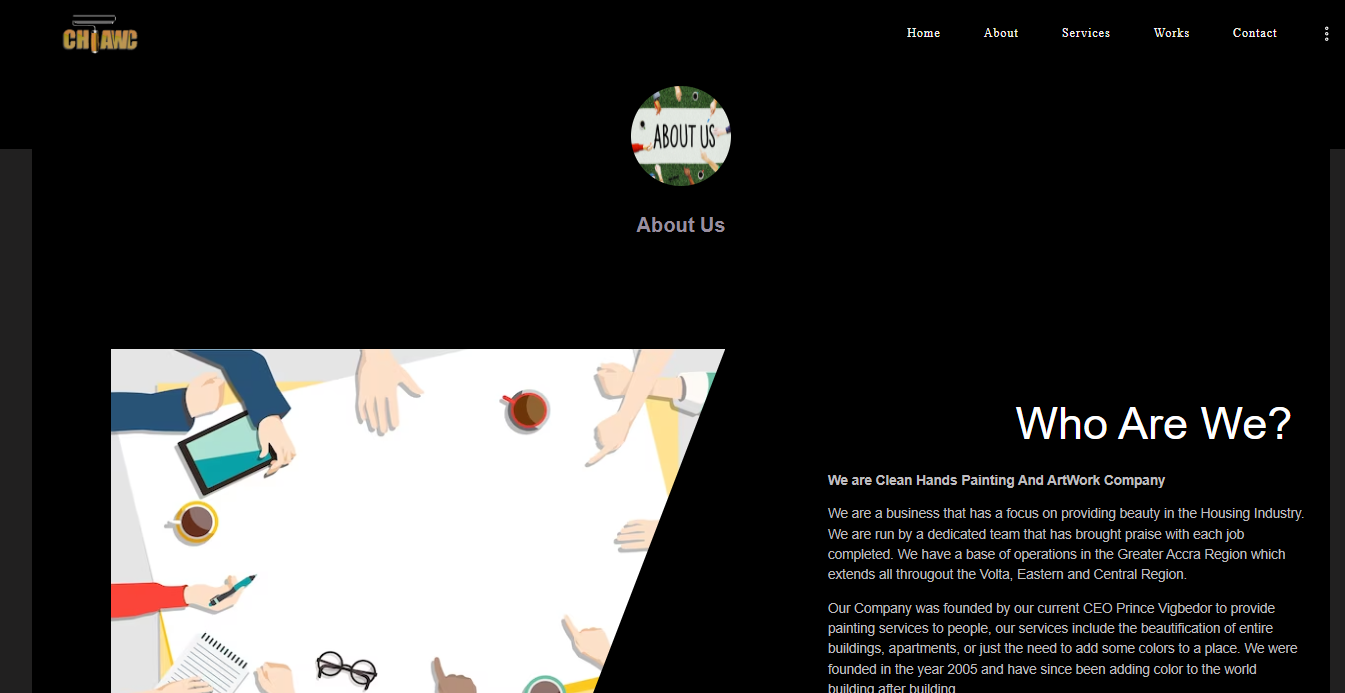 CHTAWC
Home
About
Services
Works
Contact
ABOUT US
About Us
Who Are We?
We are Clean Hands Painting And ArtWork Company
We are a business that has a focus on providing beauty in the Housing Industry.
We are run by a dedicated team that has brought praise with each job
completed. We have a base of operations in the Greater Accra Region which
extends all througout the Volta, Eastern and Central Region.
Our Company was founded by our current CEO Prince Vigbedor to provide
painting services to people, our services include the beautification of entire
buildings, apartments, or just the need to add some colors to a place. We were
founded in the year 2005 and have since been adding color to the world
building after building